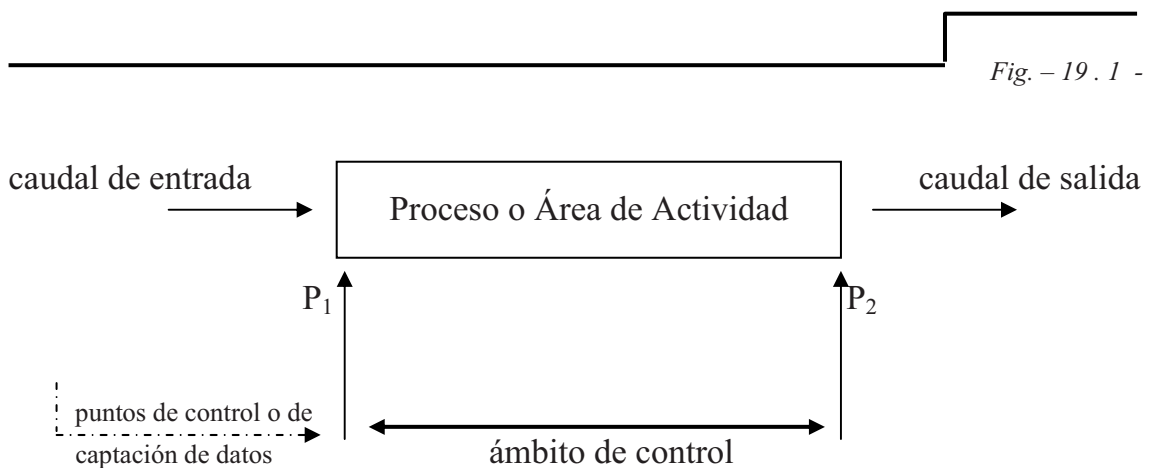 Fig. – 19 . 1 -
caudal de entrada
caudal de salida
Proceso o Área de Actividad
P₁
P₂
puntos de control o de
captación de datos
ámbito de control